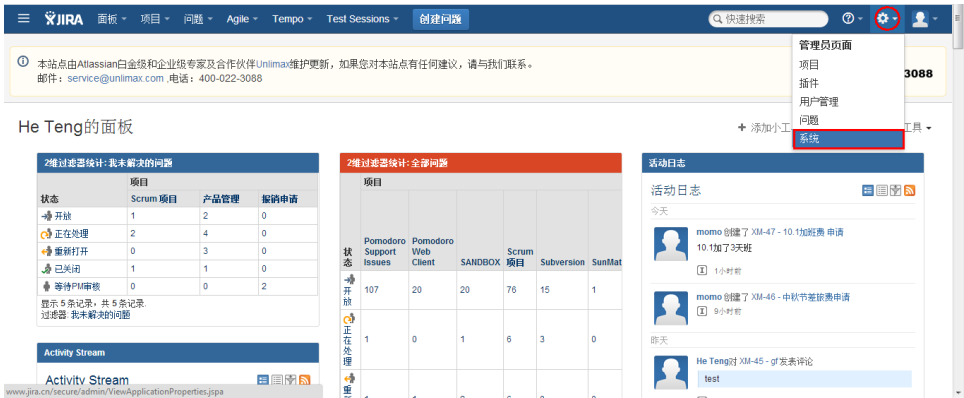 JIRA 面板 项目 问题 Agile Tempo Test Sessions 创建问题 快速搜索
管理员页面
项目
插件
用户管理
问题
系统
本站点由Atlassian白金级和企业级专家及合作伙伴Unlimax维护更新，如果您对本站点有任何建议，请与我们联系。
邮件：service@unlimax.com ,电话：400-022-3088
3088
He Teng的面板
添加小工 工具
2维过滤器统计:我未解决的问题
项目
状态 Scrum 项目 产品管理 报销申请
开放 1 2 0
正在处理 2 4 0
重新打开 0 3 0
已关闭 1 1 0
等待PM审核 0 0 2
显示 5 条记录，共 5 条记录.
过滤器: 我未解决的问题
Activity Stream
Activity Stream
www.jira.cn/secure/admin/ViewApplicationProperties.jspa
2维过滤器统计:全部问题
项目
状态 Pomodoro Support Issues Pomodoro Web Client SANDBOX Scrum 项目 Subversion SunMat
开放 107 20 20 76 15 1
正在处理 1 0 1 6 3 0
重
活动日志
活动日志
今天
momo 创建了 XM-47 - 10.1加班费 申请
10.1加了3天班
1小时前
momo 创建了 XM-46 - 中秋节差旅费申请
9小时前
昨天
He Teng对 XM-45 - gf 发表评论
test